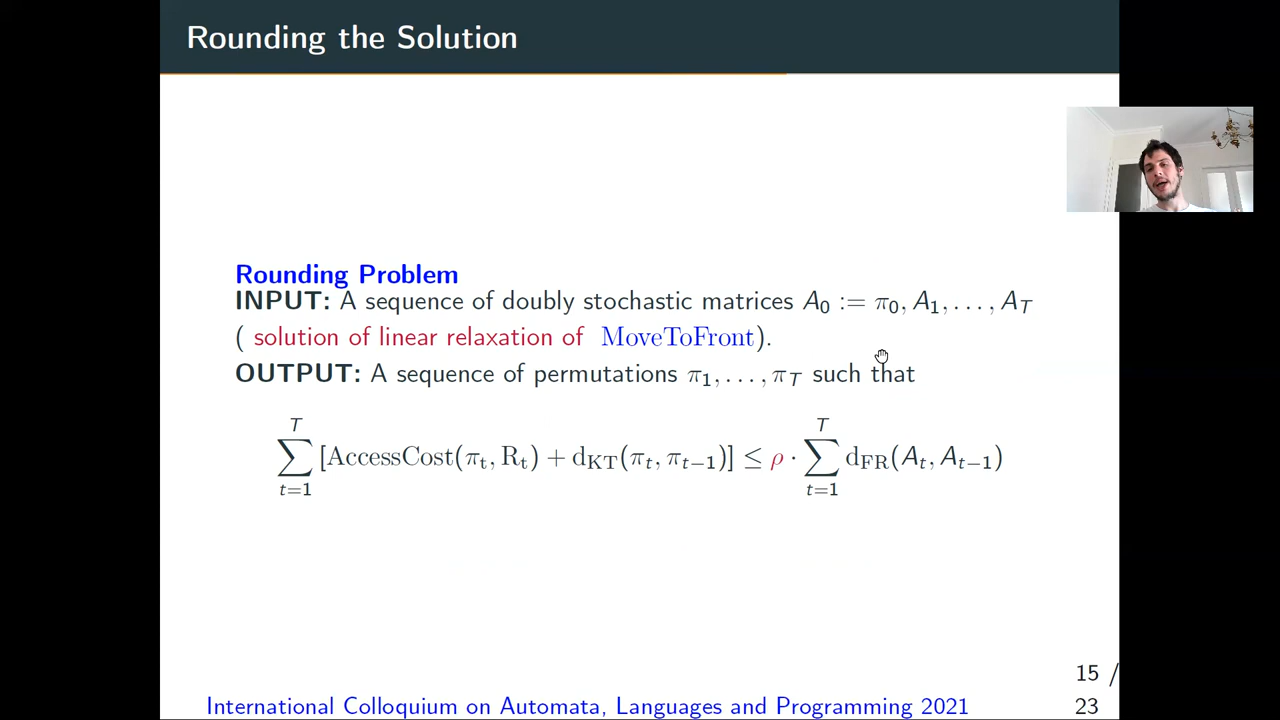 Rounding the Solution
Rounding Problem
INPUT: A sequence of doubly stochastic matrices A₀ := π₀, A₁, . . . , A_T
( solution of linear relaxation of MoveToFront).
OUTPUT: A sequence of permutations π₁, . . . , π_T such that
∑_{t=1}^{T} [AccessCost(π_t, R_t) + d_KT(π_t, π_{t−1})] ≤ ρ · ∑_{t=1}^{T} d_FR(A_t, A_{t−1})
15 /
International Colloquium on Automata, Languages and Programming 2021 23